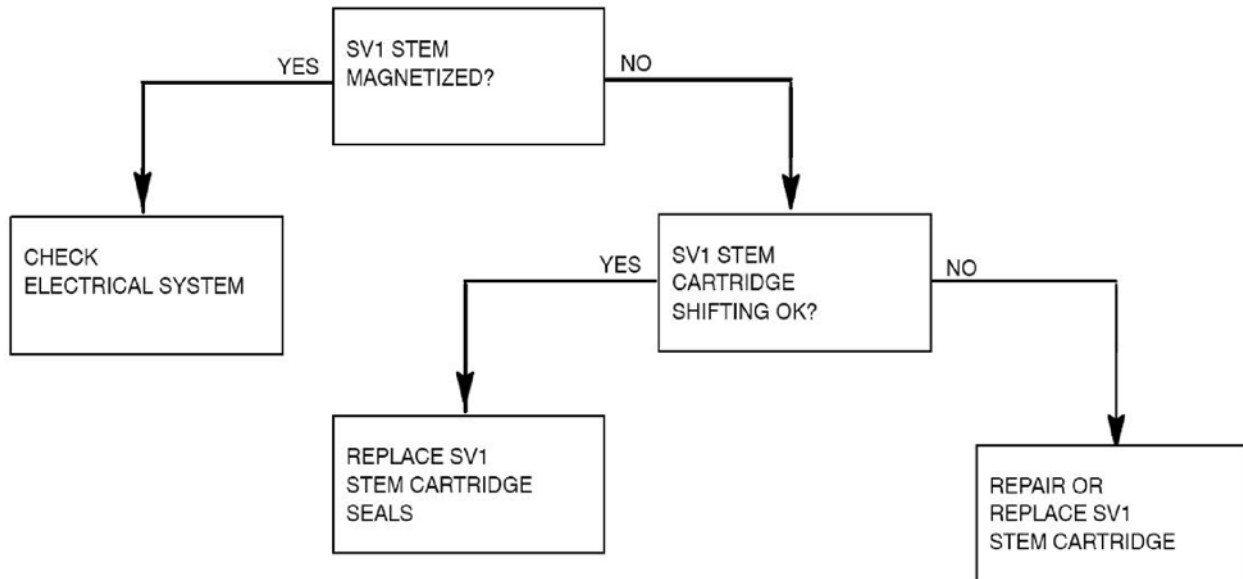 SV1 STEM
MAGNETIZED?
YES
NO
CHECK
ELECTRICAL SYSTEM
SV1 STEM
CARTRIDGE
SHIFTING OK?
YES
NO
REPLACE SV1
STEM CARTRIDGE
SEALS
REPAIR OR
REPLACE SV1
STEM CARTRIDGE